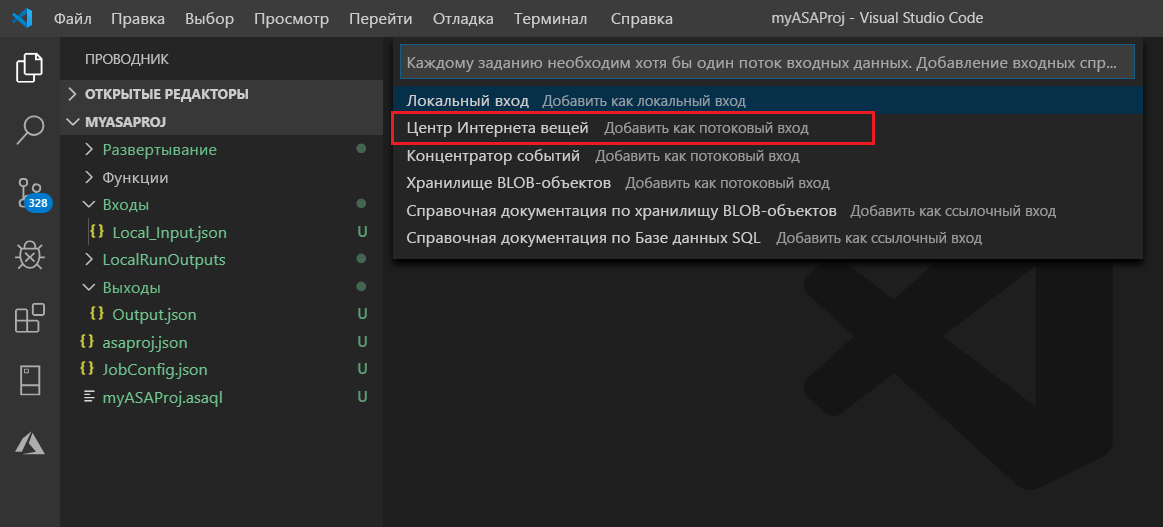 Файл Правка Выбор Просмотр Перейти Отладка Терминал Справка myASAProj - Visual Studio Code
ПРОВОДНИК
ОТКРЫТЫЕ РЕДАКТОРЫ
MYASAPROJ
Развертывание
Функции
Входы
Local_Input.json U
LocalRunOutputs
Выходы
Output.json U
asaproj.json U
JobConfig.json U
myASAProj.asaql U
328
Каждому заданию необходим хотя бы один поток входных данных. Добавление входных спр...
Локальный вход Добавить как локальный вход
Центр Интернета вещей Добавить как потоковый вход
Концентратор событий Добавить как потоковый вход
Хранилище BLOB-объектов Добавить как потоковый вход
Справочная документация по хранилищу BLOB-объектов Добавить как ссылочный вход
Справочная документация по Базе данных SQL Добавить как ссылочный вход